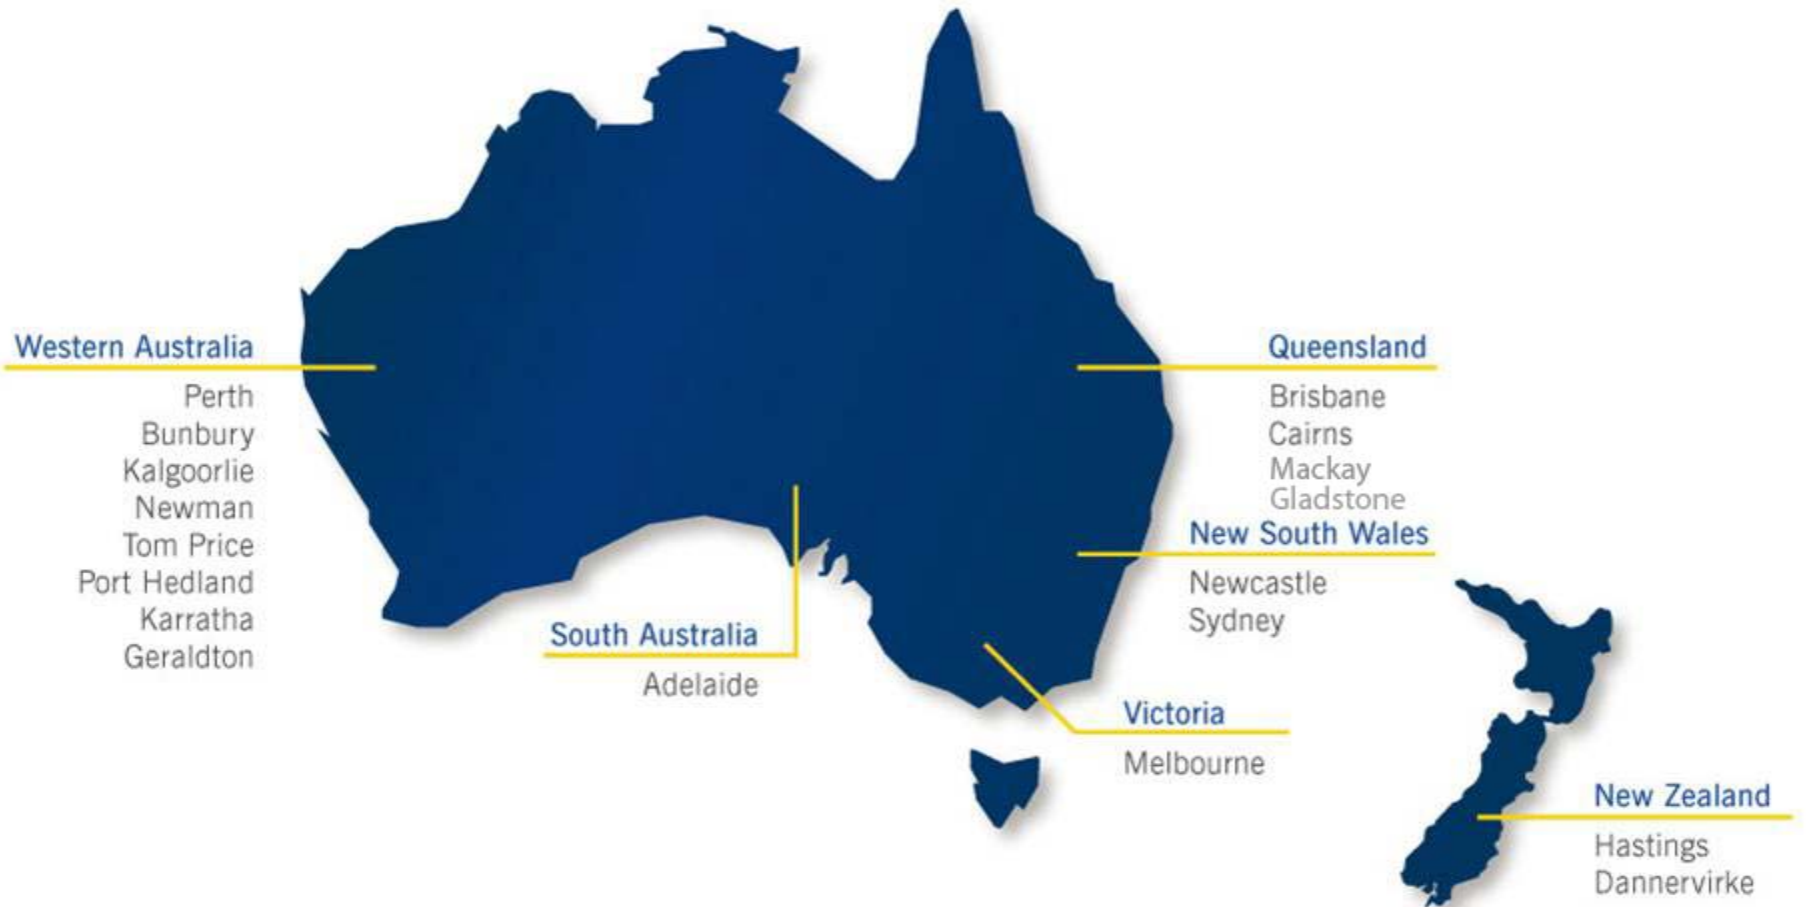 Western Australia
Perth
Bunbury
Kalgoorlie
Newman
Tom Price
Port Hedland
Karratha
Geraldton
South Australia
Adelaide
Queensland
Brisbane
Cairns
Mackay
Gladstone
New South Wales
Newcastle
Sydney
Victoria
Melbourne
New Zealand
Hastings
Dannervirke